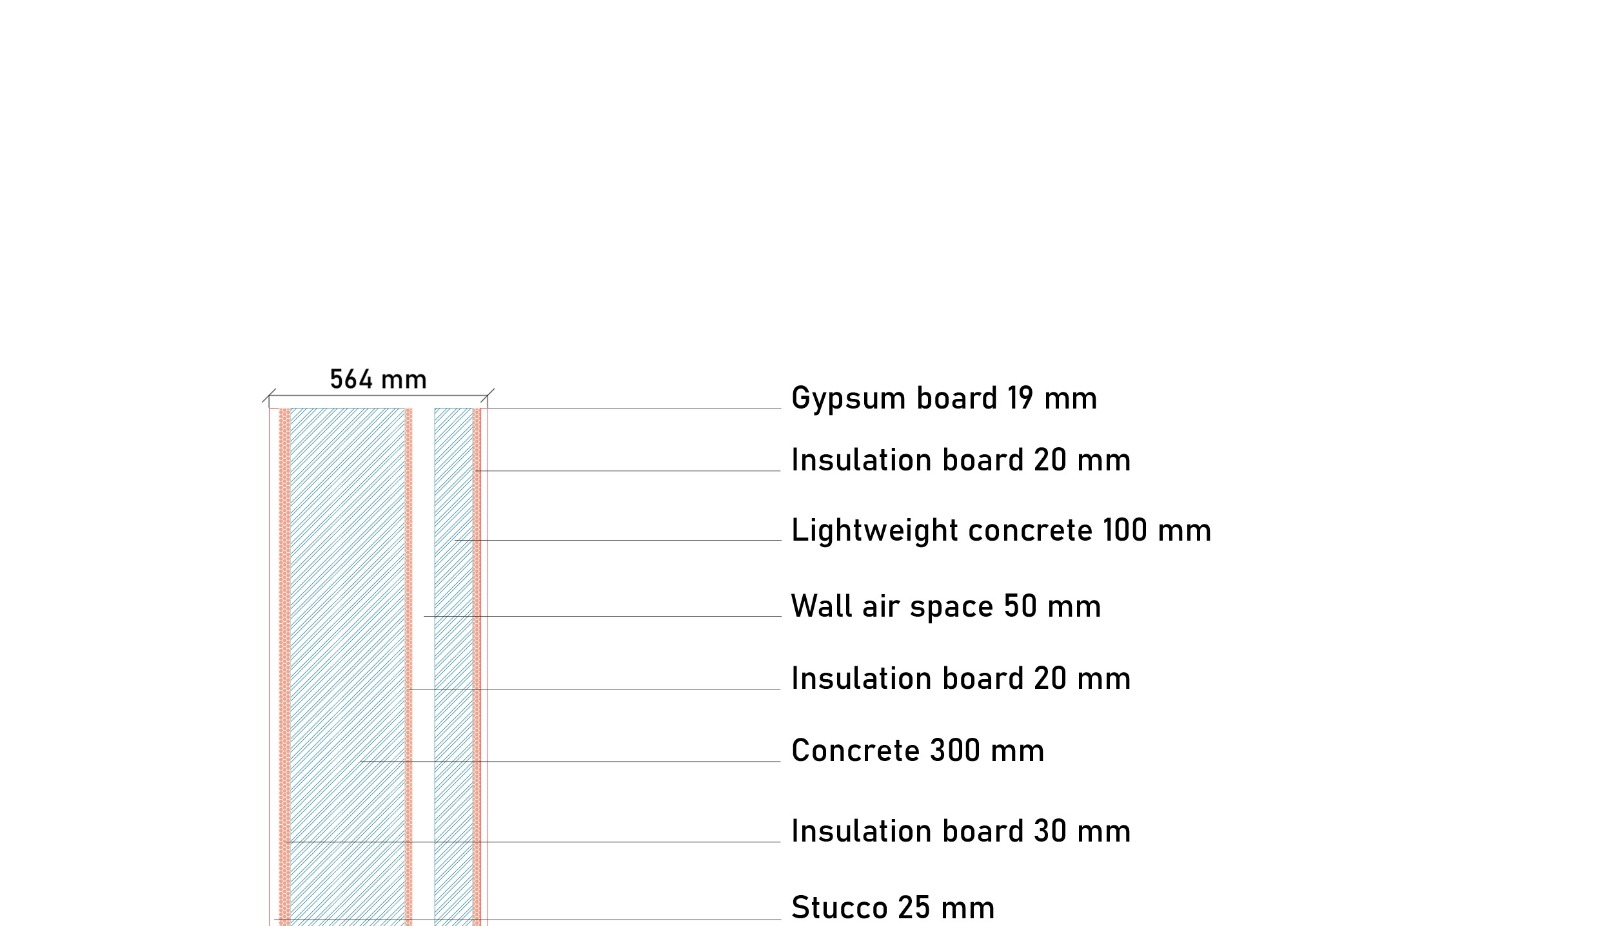 564 mm
Gypsum board 19 mm
Insulation board 20 mm
Lightweight concrete 100 mm
Wall air space 50 mm
Insulation board 20 mm
Concrete 300 mm
Insulation board 30 mm
Stucco 25 mm